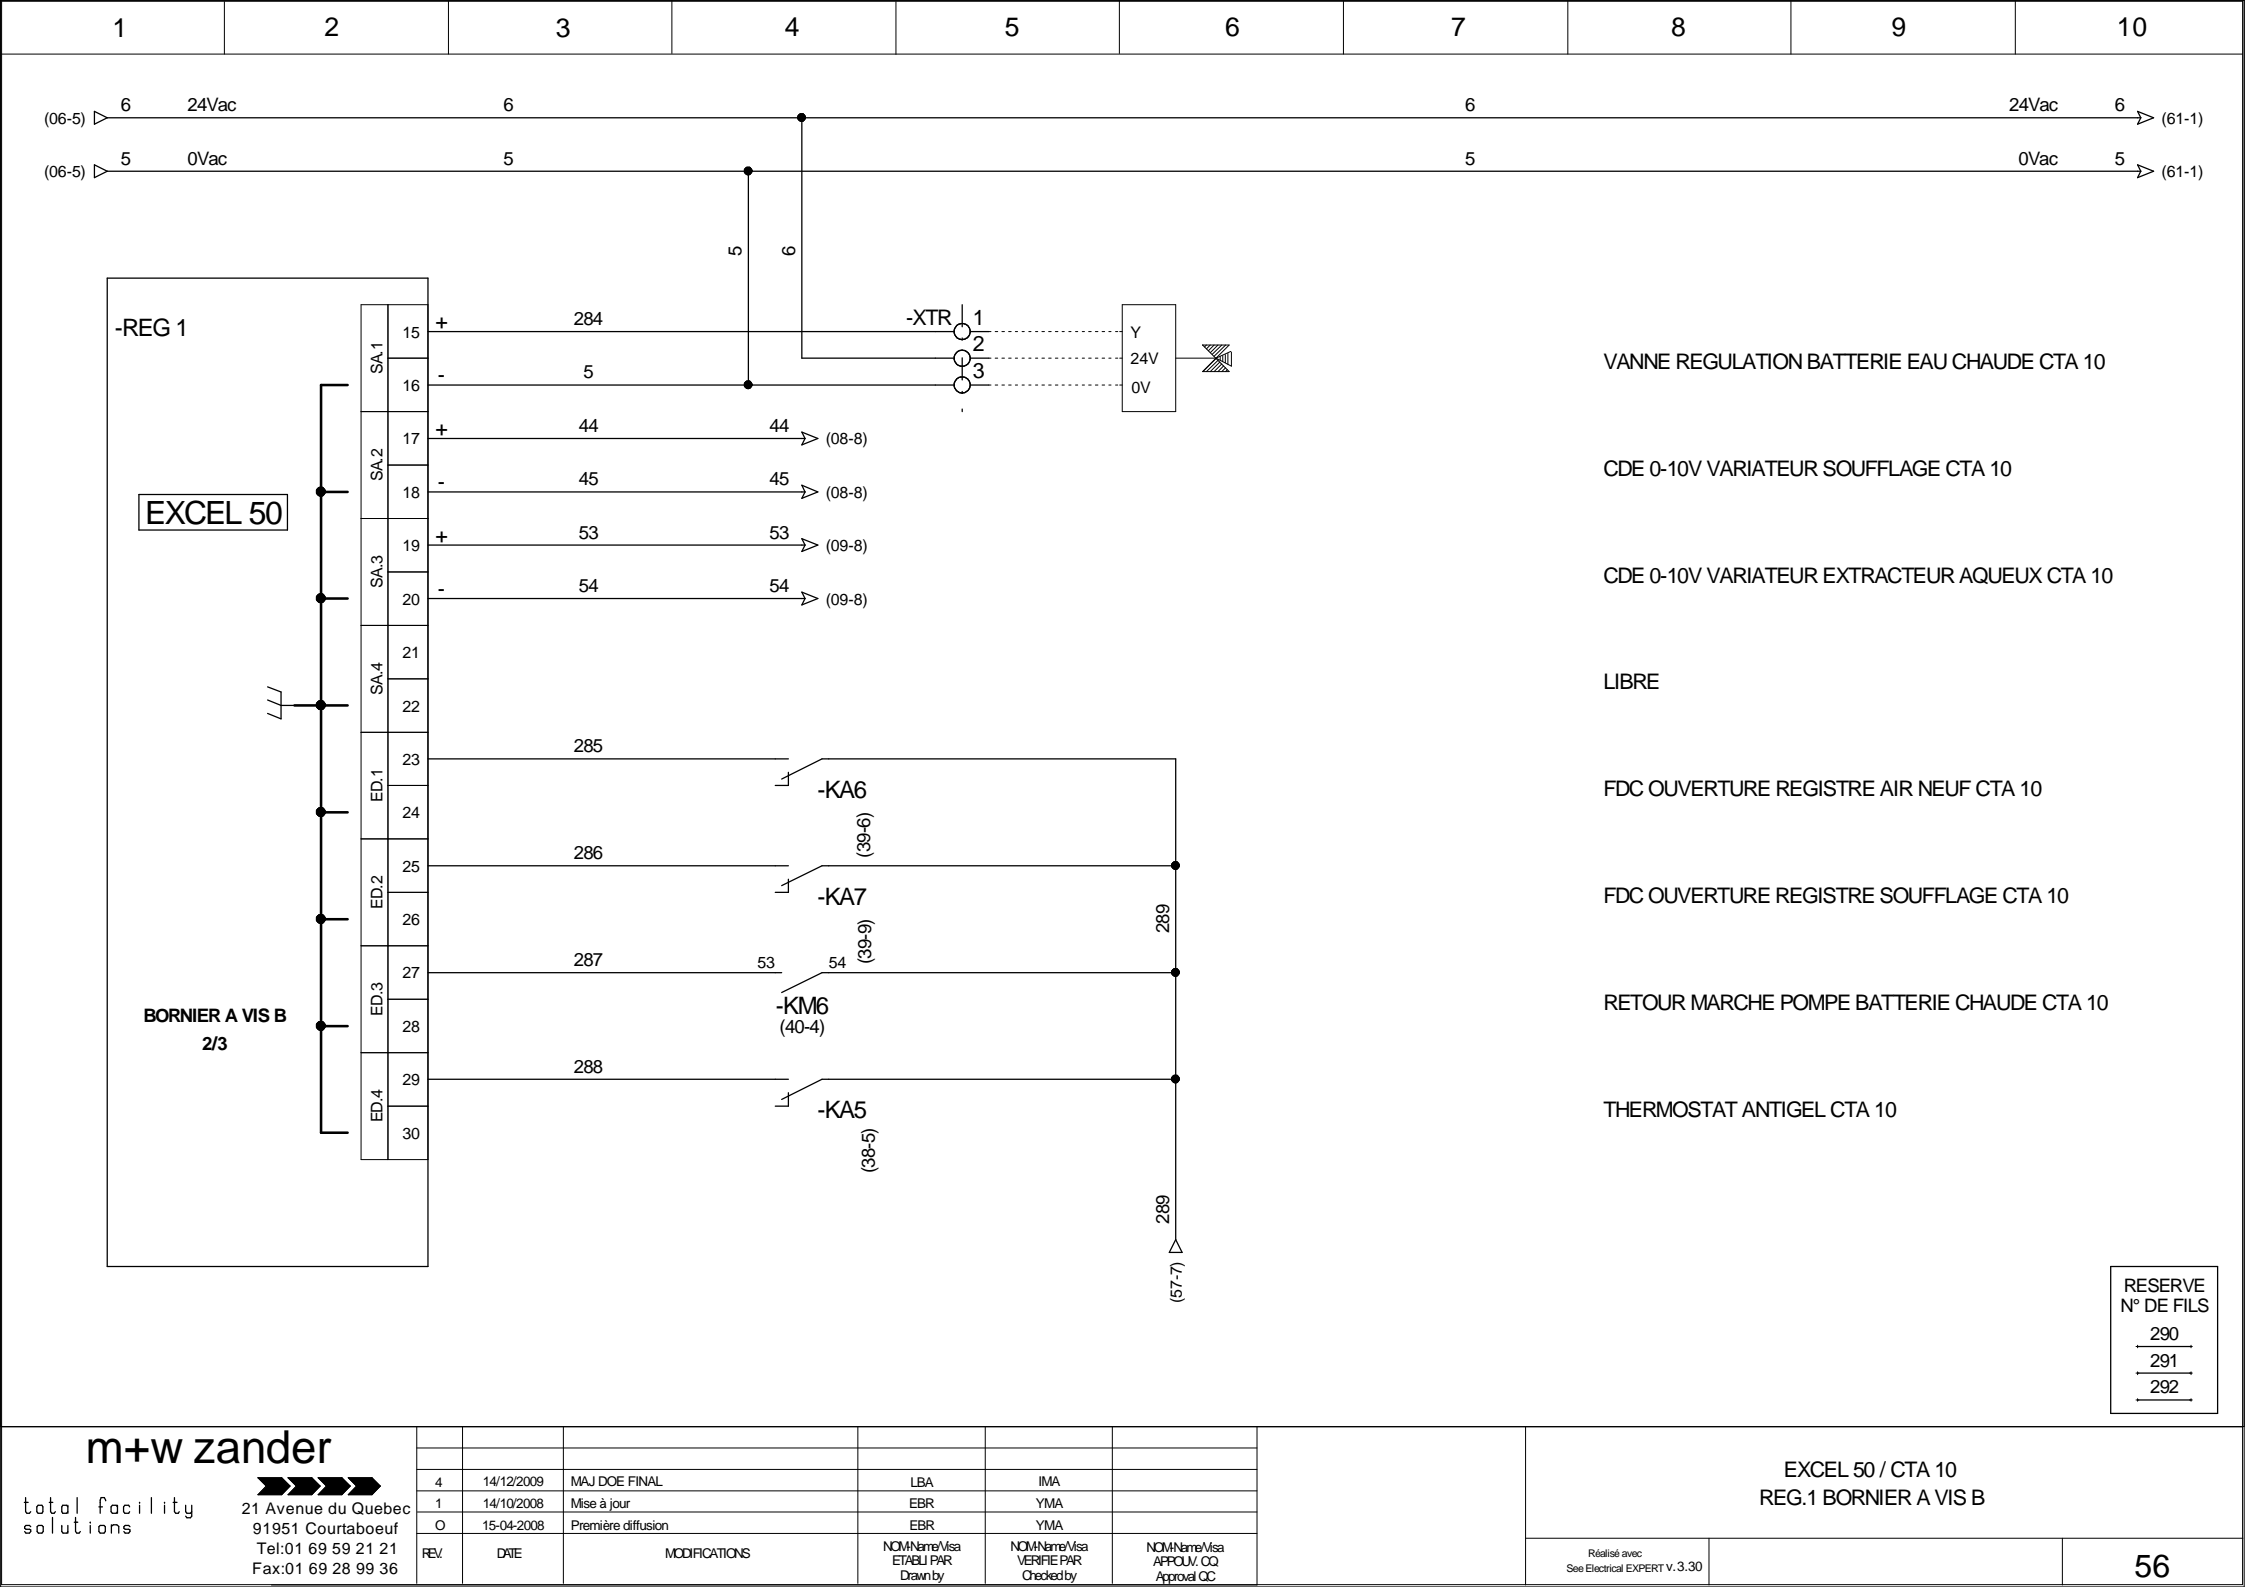 1 2 3 4 5 6 7 8 9 10
(06-5) 6 24Vac 6 6 24Vac 6 (61-1)
(06-5) 5 0Vac 5 5 0Vac 5 (61-1)
5 6
-REG 1
EXCEL 50
BORNIER A VIS B
2/3
SA.1
SA.2
SA.3
SA.4
ED.1
ED.2
ED.3
ED.4
15 + 284 -XTR 1 Y
2 24V
16 - 5 3 0V
VANNE REGULATION BATTERIE EAU CHAUDE CTA 10
17 + 44 44 (08-8)
CDE 0-10V VARIATEUR SOUFFLAGE CTA 10
18 - 45 45 (08-8)
19 + 53 53 (09-8)
CDE 0-10V VARIATEUR EXTRACTEUR AQUEUX CTA 10
20 - 54 54 (09-8)
21
LIBRE
22
23 285
-KA6
(39-6)
FDC OUVERTURE REGISTRE AIR NEUF CTA 10
24
25 286
-KA7
(39-9)
FDC OUVERTURE REGISTRE SOUFFLAGE CTA 10
26
289
27 287 53 54
-KM6
(40-4)
RETOUR MARCHE POMPE BATTERIE CHAUDE CTA 10
28
29 288
-KA5
(38-5)
THERMOSTAT ANTIGEL CTA 10
30
289
(57-7)
RESERVE
N° DE FILS
290
291
292
m+w zander
total facility
solutions
21 Avenue du Quebec
91951 Courtaboeuf
Tel:01 69 59 21 21
Fax:01 69 28 99 36
4 14/12/2009 MAJ DOE FINAL LBA IMA
1 14/10/2008 Mise à jour EBR YMA
O 15-04-2008 Première diffusion EBR YMA
REV. DATE MODIFICATIONS
NOM-Name/Visa
ETABLI PAR
Drawn by
NOM-Name/Visa
VERIFIE PAR
Checked by
NOM-Name/Visa
APPOUV. CQ
Approval QC
EXCEL 50 / CTA 10
REG.1 BORNIER A VIS B
Réalisé avec
See Electrical EXPERT V. 3.30
56